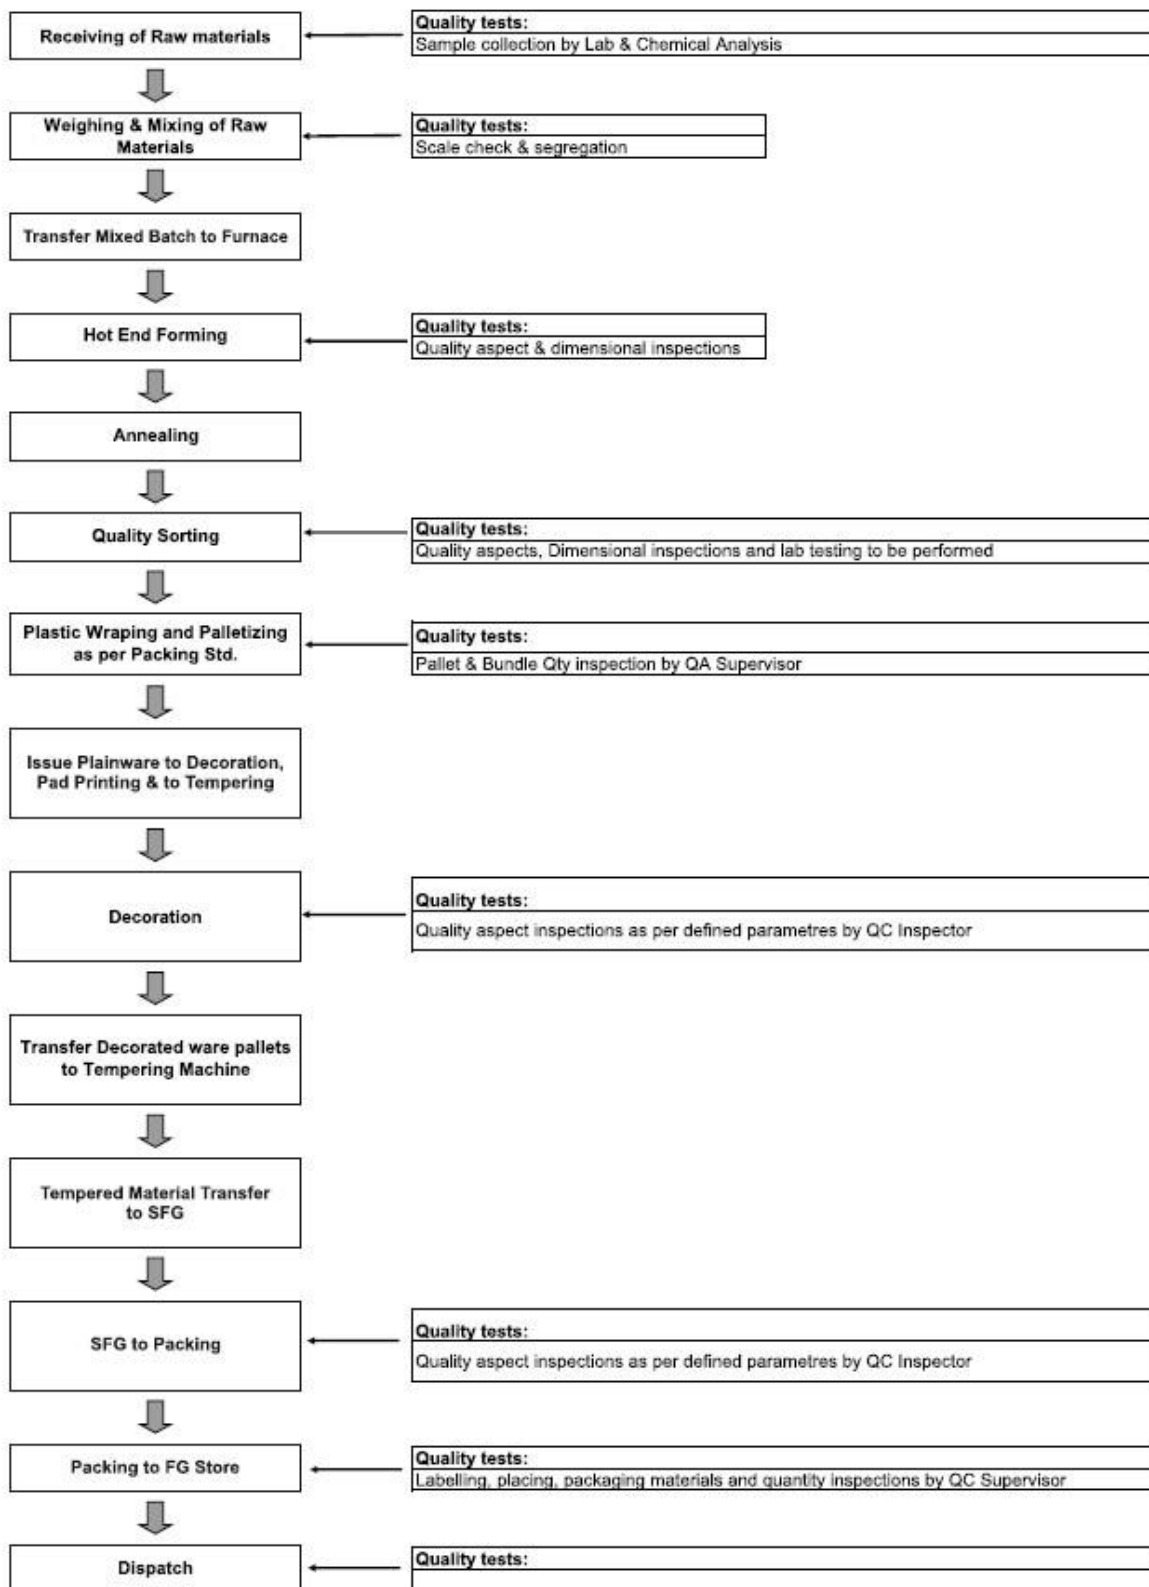 Receiving of Raw materials
Quality tests:
Sample collection by Lab & Chemical Analysis
Weighing & Mixing of Raw
Materials
Quality tests:
Scale check & segregation
Transfer Mixed Batch to Furnace
Hot End Forming
Quality tests:
Quality aspect & dimensional inspections
Annealing
Quality Sorting
Quality tests:
Quality aspects, Dimensional inspections and lab testing to be performed
Plastic Wraping and Palletizing
as per Packing Std.
Quality tests:
Pallet & Bundle Qty inspection by QA Supervisor
Issue Plainware to Decoration,
Pad Printing & to Tempering
Decoration
Quality tests:
Quality aspect inspections as per defined parametres by QC Inspector
Transfer Decorated ware pallets
to Tempering Machine
Tempered Material Transfer
to SFG
SFG to Packing
Quality tests:
Quality aspect inspections as per defined parametres by QC Inspector
Packing to FG Store
Quality tests:
Labelling, placing, packaging materials and quantity inspections by QC Supervisor
Dispatch
Quality tests: